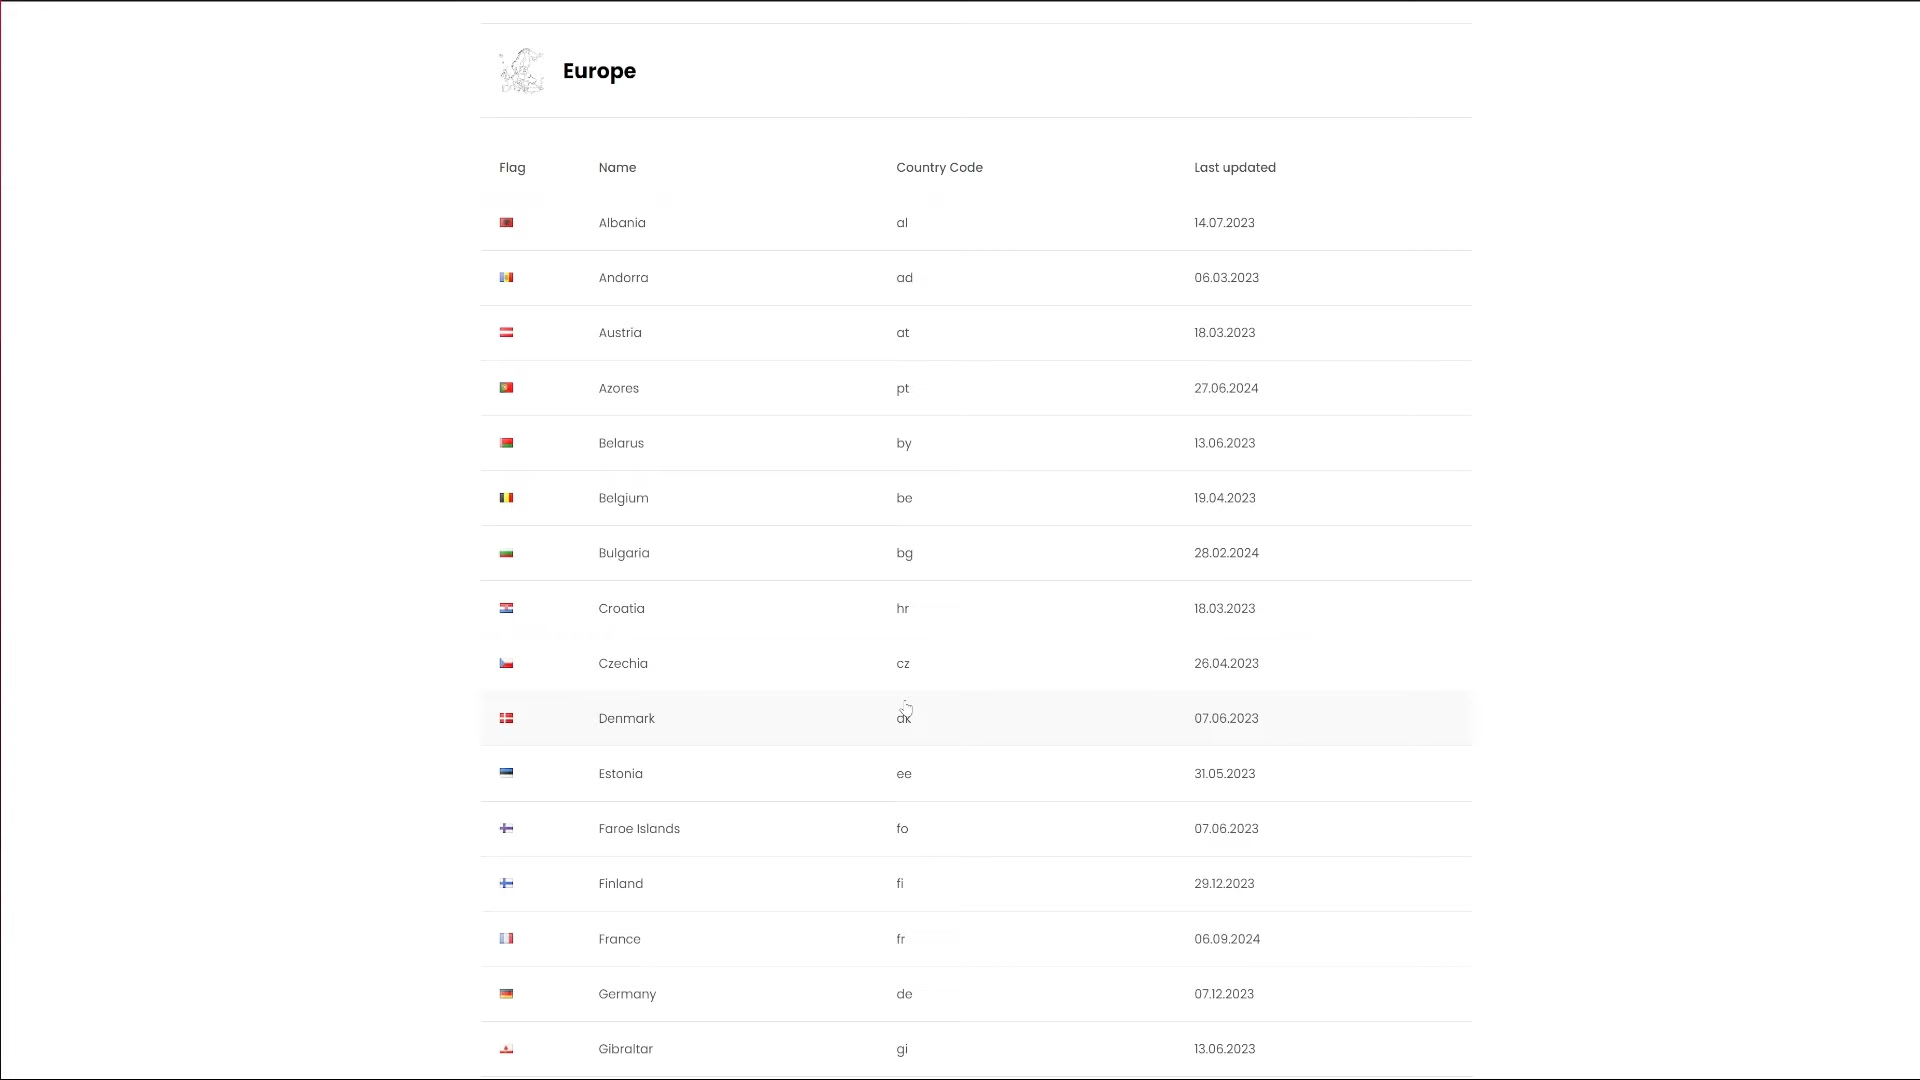 Europe
Flag Name Country Code Last updated
Albania al 14.07.2023
Andorra ad 06.03.2023
Austria at 18.03.2023
Azores pt 27.06.2024
Belarus by 13.06.2023
Belgium be 19.04.2023
Bulgaria bg 28.02.2024
Croatia hr 18.03.2023
Czechia cz 26.04.2023
Denmark dk 07.06.2023
Estonia ee 31.05.2023
Faroe Islands fo 07.06.2023
Finland fi 29.12.2023
France fr 06.09.2024
Germany de 07.12.2023
Gibraltar gi 13.06.2023